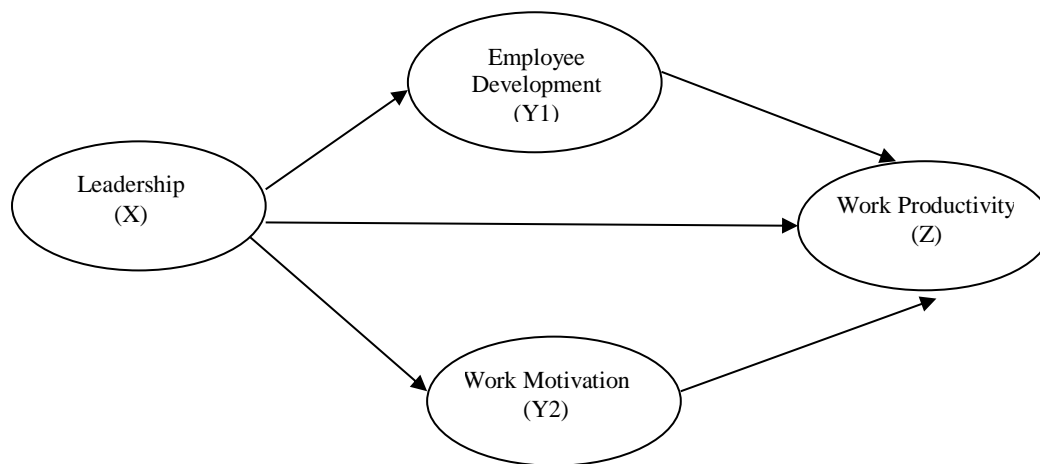 Employee
Development
(Y1)
Leadership
(X)
Work Productivity
(Z)
Work Motivation
(Y2)